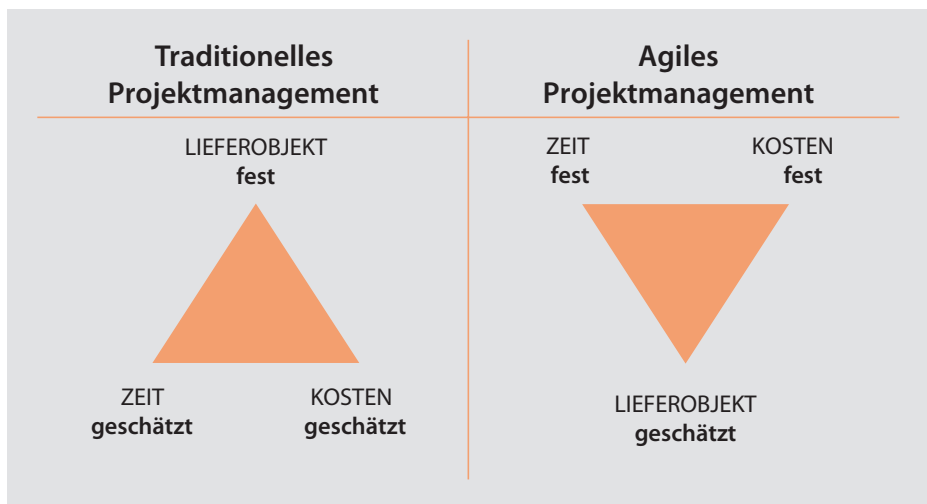 Traditionelles
Projektmanagement
LIEFEROBJEKT
fest
ZEIT
geschätzt
KOSTEN
geschätzt
Agiles
Projektmanagement
ZEIT
fest
KOSTEN
fest
LIEFEROBJEKT
geschätzt